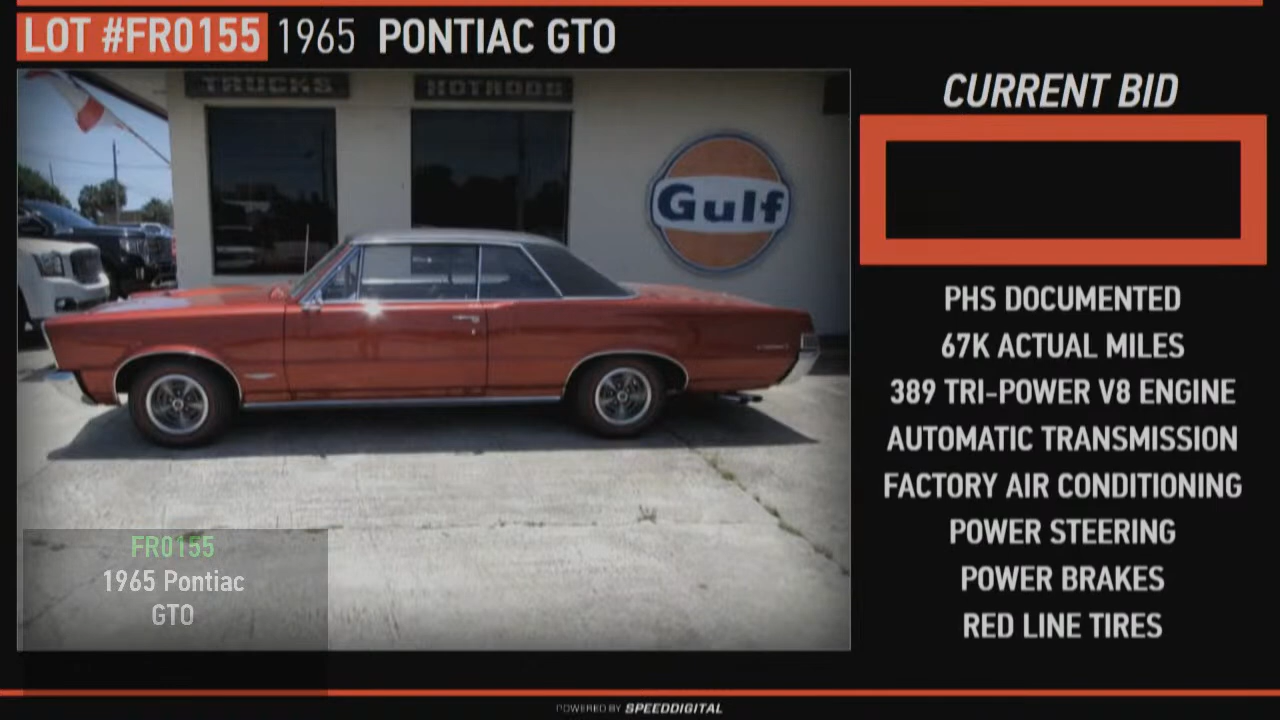 LOT #FR0155 1965 PONTIAC GTO
TRUCKS
HOTRODS
Gulf
CURRENT BID
PHS DOCUMENTED
67K ACTUAL MILES
389 TRI-POWER V8 ENGINE
AUTOMATIC TRANSMISSION
FACTORY AIR CONDITIONING
POWER STEERING
POWER BRAKES
RED LINE TIRES
FR0155
1965 Pontiac
GTO
POWERED BY SPEEDDIGITAL